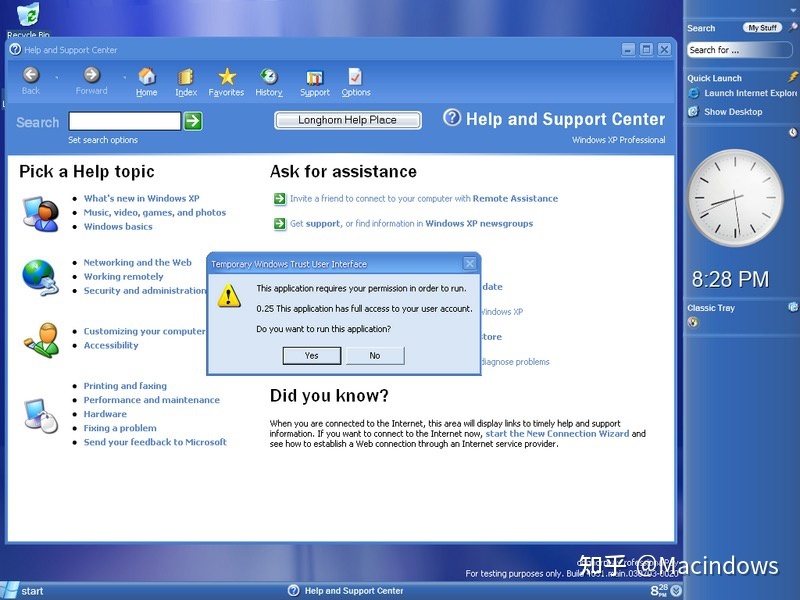 Recycle Bin
Help and Support Center
Back
Forward
Home
Index
Favorites
History
Support
Options
Search
Set search options
Longhorn Help Place
Help and Support Center
Windows XP Professional
Pick a Help topic
What's new in Windows XP
Music, video, games, and photos
Windows basics
Networking and the Web
Working remotely
Security and administration
Customizing your computer
Accessibility
Printing and faxing
Performance and maintenance
Hardware
Fixing a problem
Send your feedback to Microsoft
Ask for assistance
Invite a friend to connect to your computer with Remote Assistance
Get support, or find information in Windows XP newsgroups
date
ws XP
store
diagnose problems
Temporary Windows Trust User Interface
This application requires your permission in order to run.
0.25 This application has full access to your user account.
Do you want to run this application?
Yes
No
Did you know?
When you are connected to the Internet, this area will display links to timely help and support
information. If you want to connect to the Internet now, start the New Connection Wizard and
see how to establish a Web connection through an Internet service provider.
Search
My Stuff
Search for ...
Quick Launch
Launch Internet Explore
Show Desktop
8:28 PM
Classic Tray
知乎 @Macindows
For testing purposes only. Build
start
Help and Support Center
8 28 PM